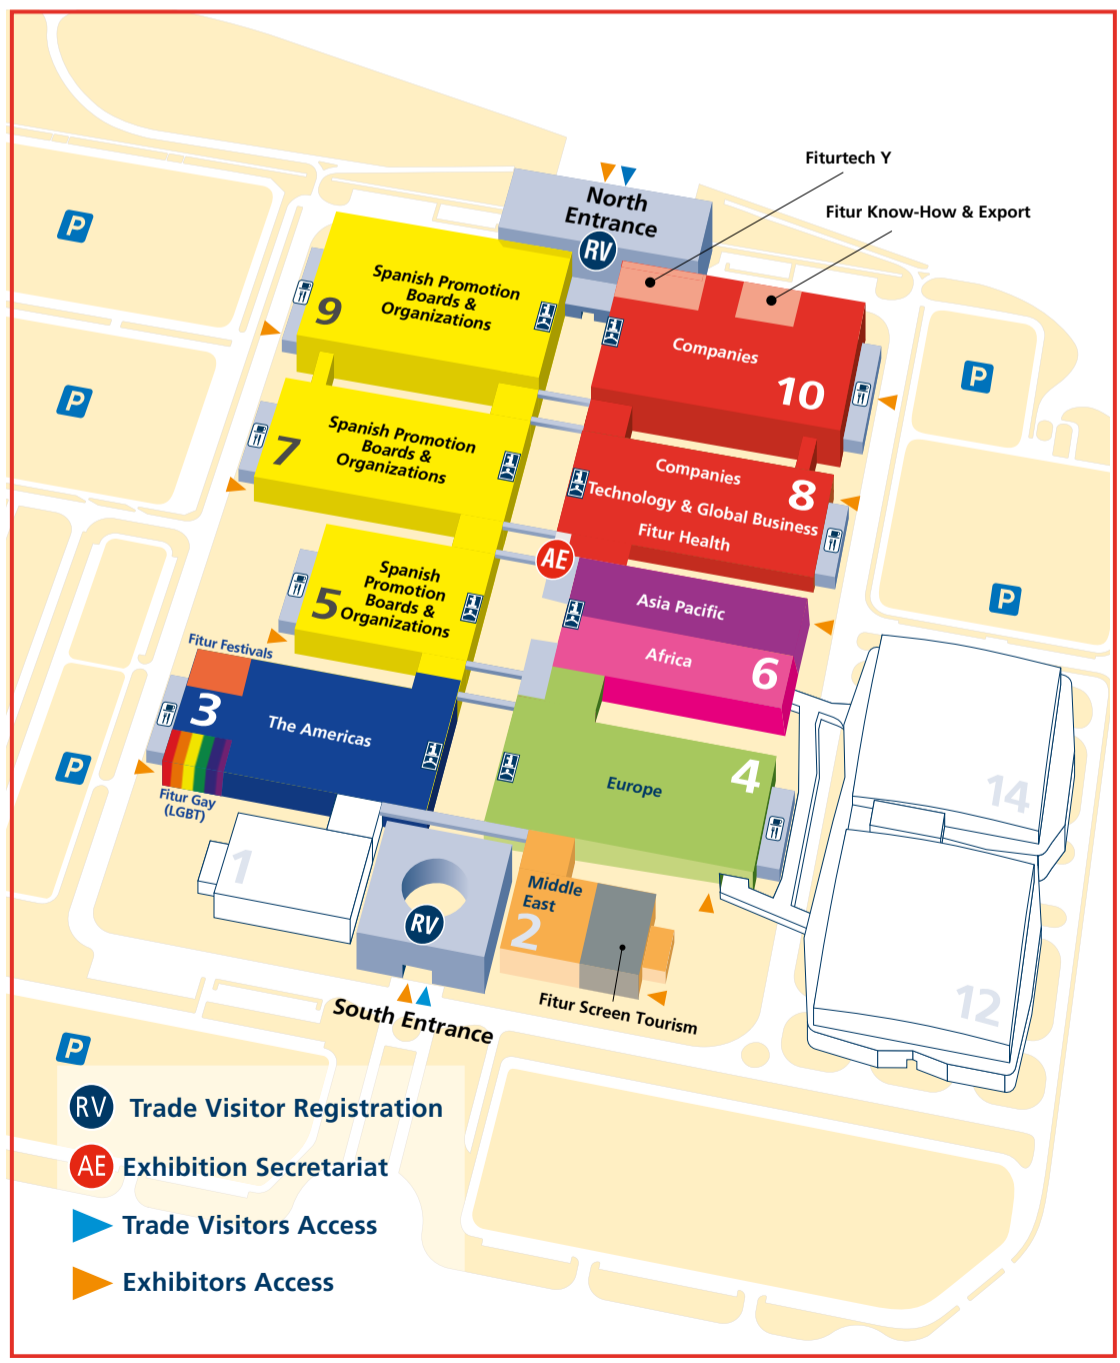 Fiturtech Y
Fitur Know-How & Export
North
Entrance
RV
Spanish Promotion
Boards &
Organizations
9
Companies
10
Spanish Promotion
Boards &
Organizations
7
Companies
8
Technology & Global Business
Fitur Health
AE
Spanish
Promotion
Boards &
Organizations
5
Asia Pacific
Africa
6
Fitur Festivals
3
The Americas
Fitur Gay
(LGBT)
Europe
4
14
1
RV
Middle
East
2
12
Fitur Screen Tourism
South Entrance
P
P
P
P
P
P
RV Trade Visitor Registration
AE Exhibition Secretariat
Trade Visitors Access
Exhibitors Access